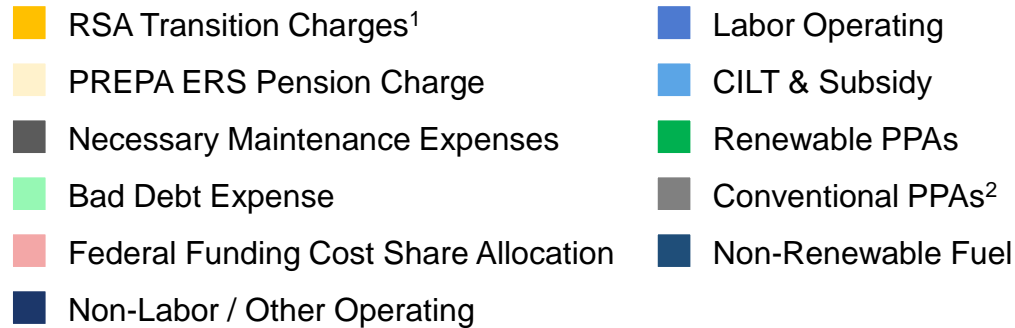 RSA Transition Charges¹
PREPA ERS Pension Charge
Necessary Maintenance Expenses
Bad Debt Expense
Federal Funding Cost Share Allocation
Non-Labor / Other Operating
Labor Operating
CILT & Subsidy
Renewable PPAs
Conventional PPAs²
Non-Renewable Fuel